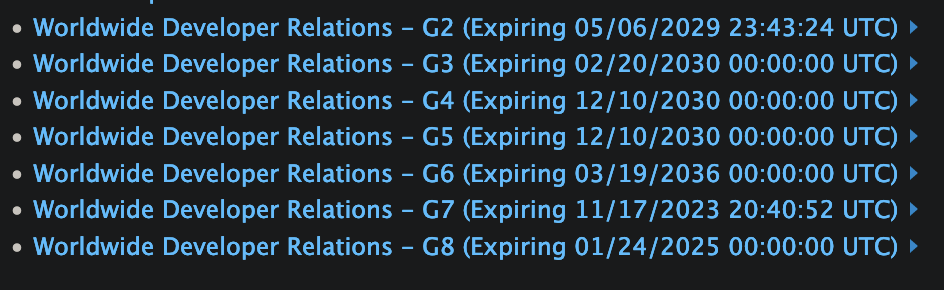 • Worldwide Developer Relations – G2 (Expiring 05/06/2029 23:43:24 UTC)
• Worldwide Developer Relations – G3 (Expiring 02/20/2030 00:00:00 UTC)
• Worldwide Developer Relations – G4 (Expiring 12/10/2030 00:00:00 UTC)
• Worldwide Developer Relations – G5 (Expiring 12/10/2030 00:00:00 UTC)
• Worldwide Developer Relations – G6 (Expiring 03/19/2036 00:00:00 UTC)
• Worldwide Developer Relations – G7 (Expiring 11/17/2023 20:40:52 UTC)
• Worldwide Developer Relations – G8 (Expiring 01/24/2025 00:00:00 UTC)